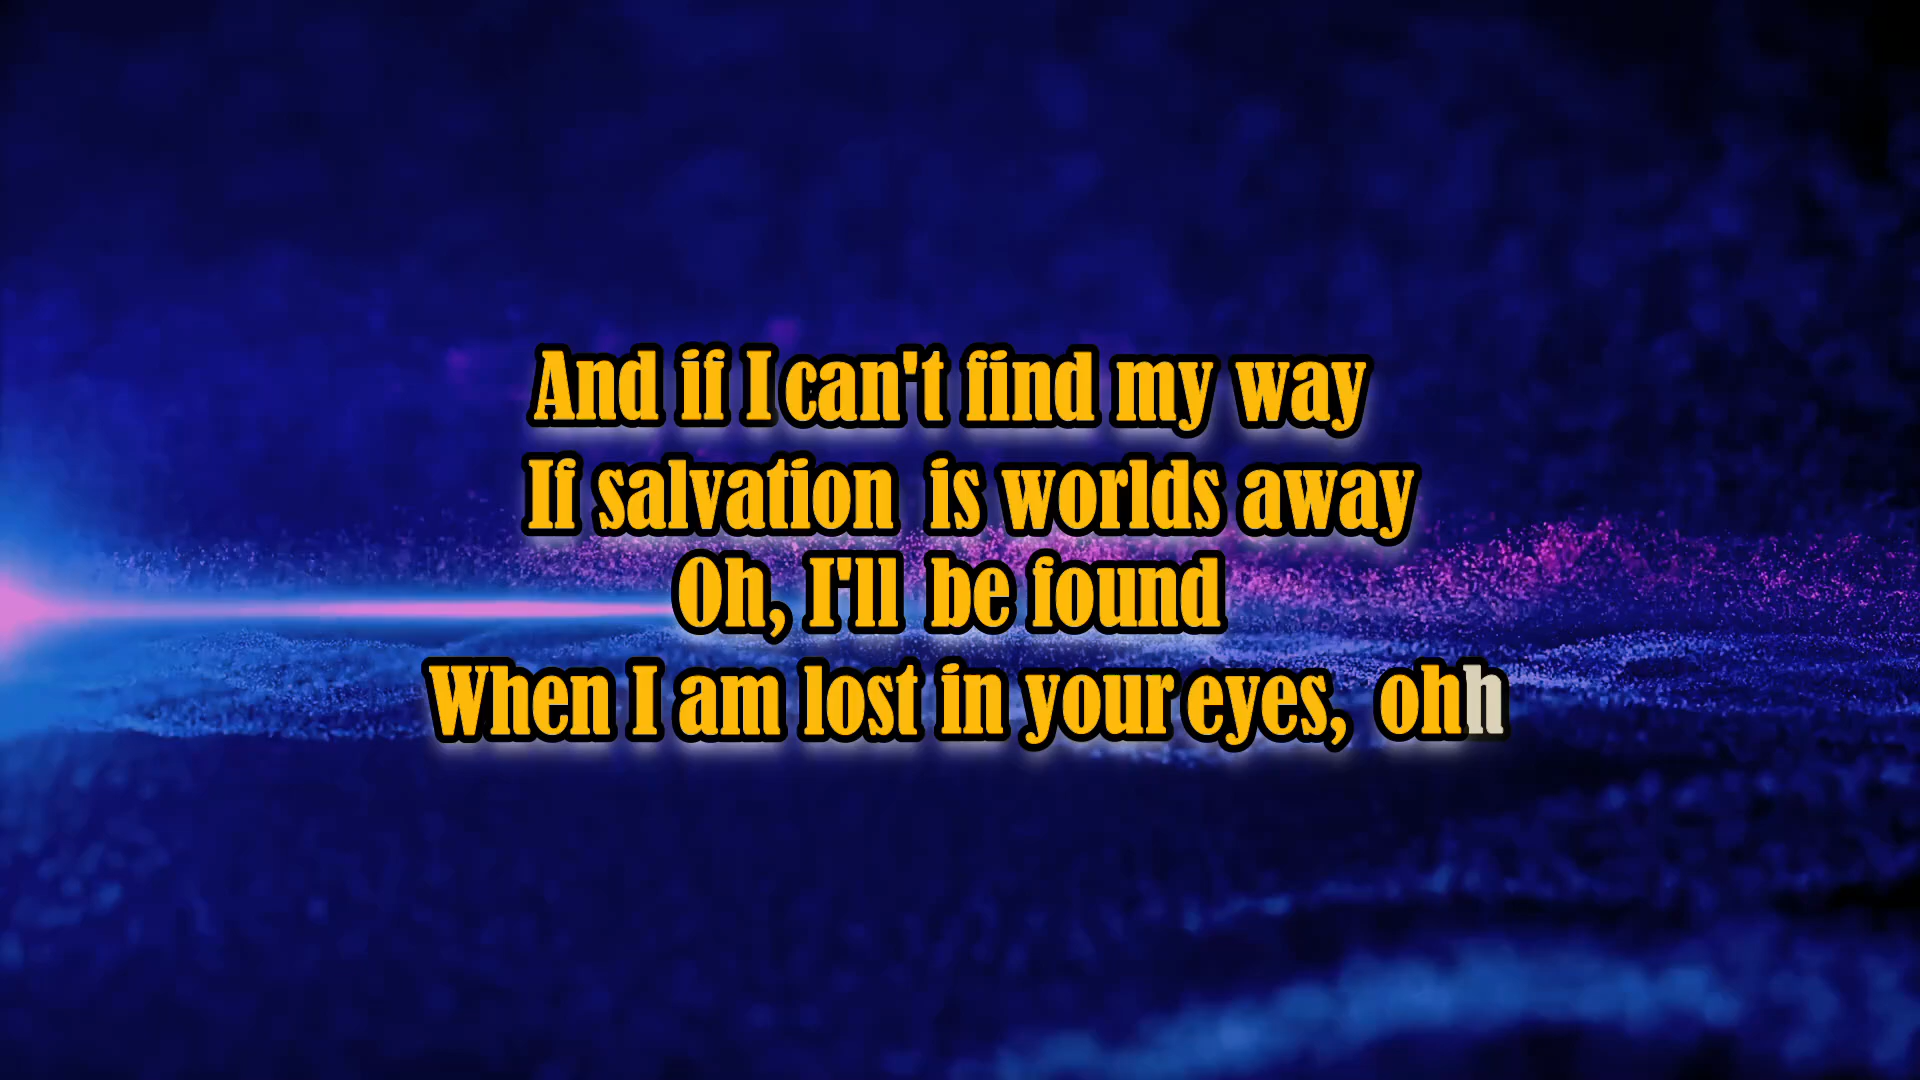 And if I can't find my way
If salvation is worlds away
Oh, I'll be found
When I am lost in your eyes, ohh